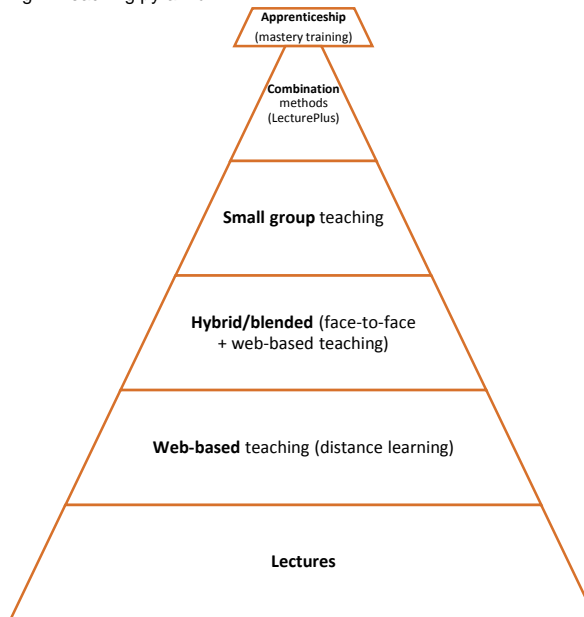 Apprenticeship
(mastery training)
Combination
methods
(LecturePlus)
Small group teaching
Hybrid/blended (face-to-face
+ web-based teaching)
Web-based teaching (distance learning)
Lectures